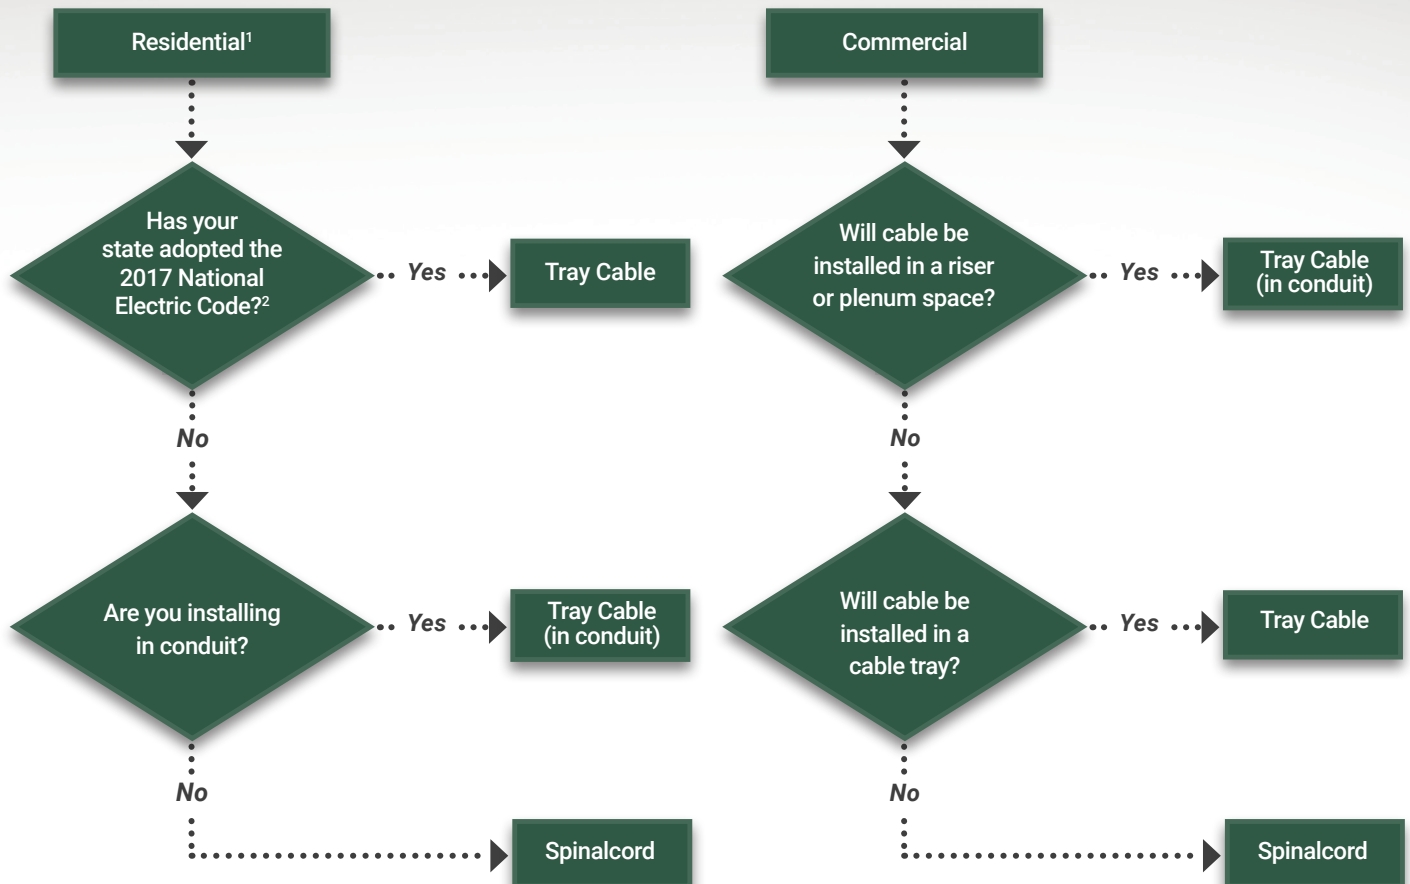 Residential¹
Has your
state adopted the
2017 National
Electric Code?²
Yes
Tray Cable
No
Are you installing
in conduit?
Yes
Tray Cable
(in conduit)
No
Spinalcord
Commercial
Will cable be
installed in a riser
or plenum space?
Yes
Tray Cable
(in conduit)
No
Will cable be
installed in a
cable tray?
Yes
Tray Cable
No
Spinalcord